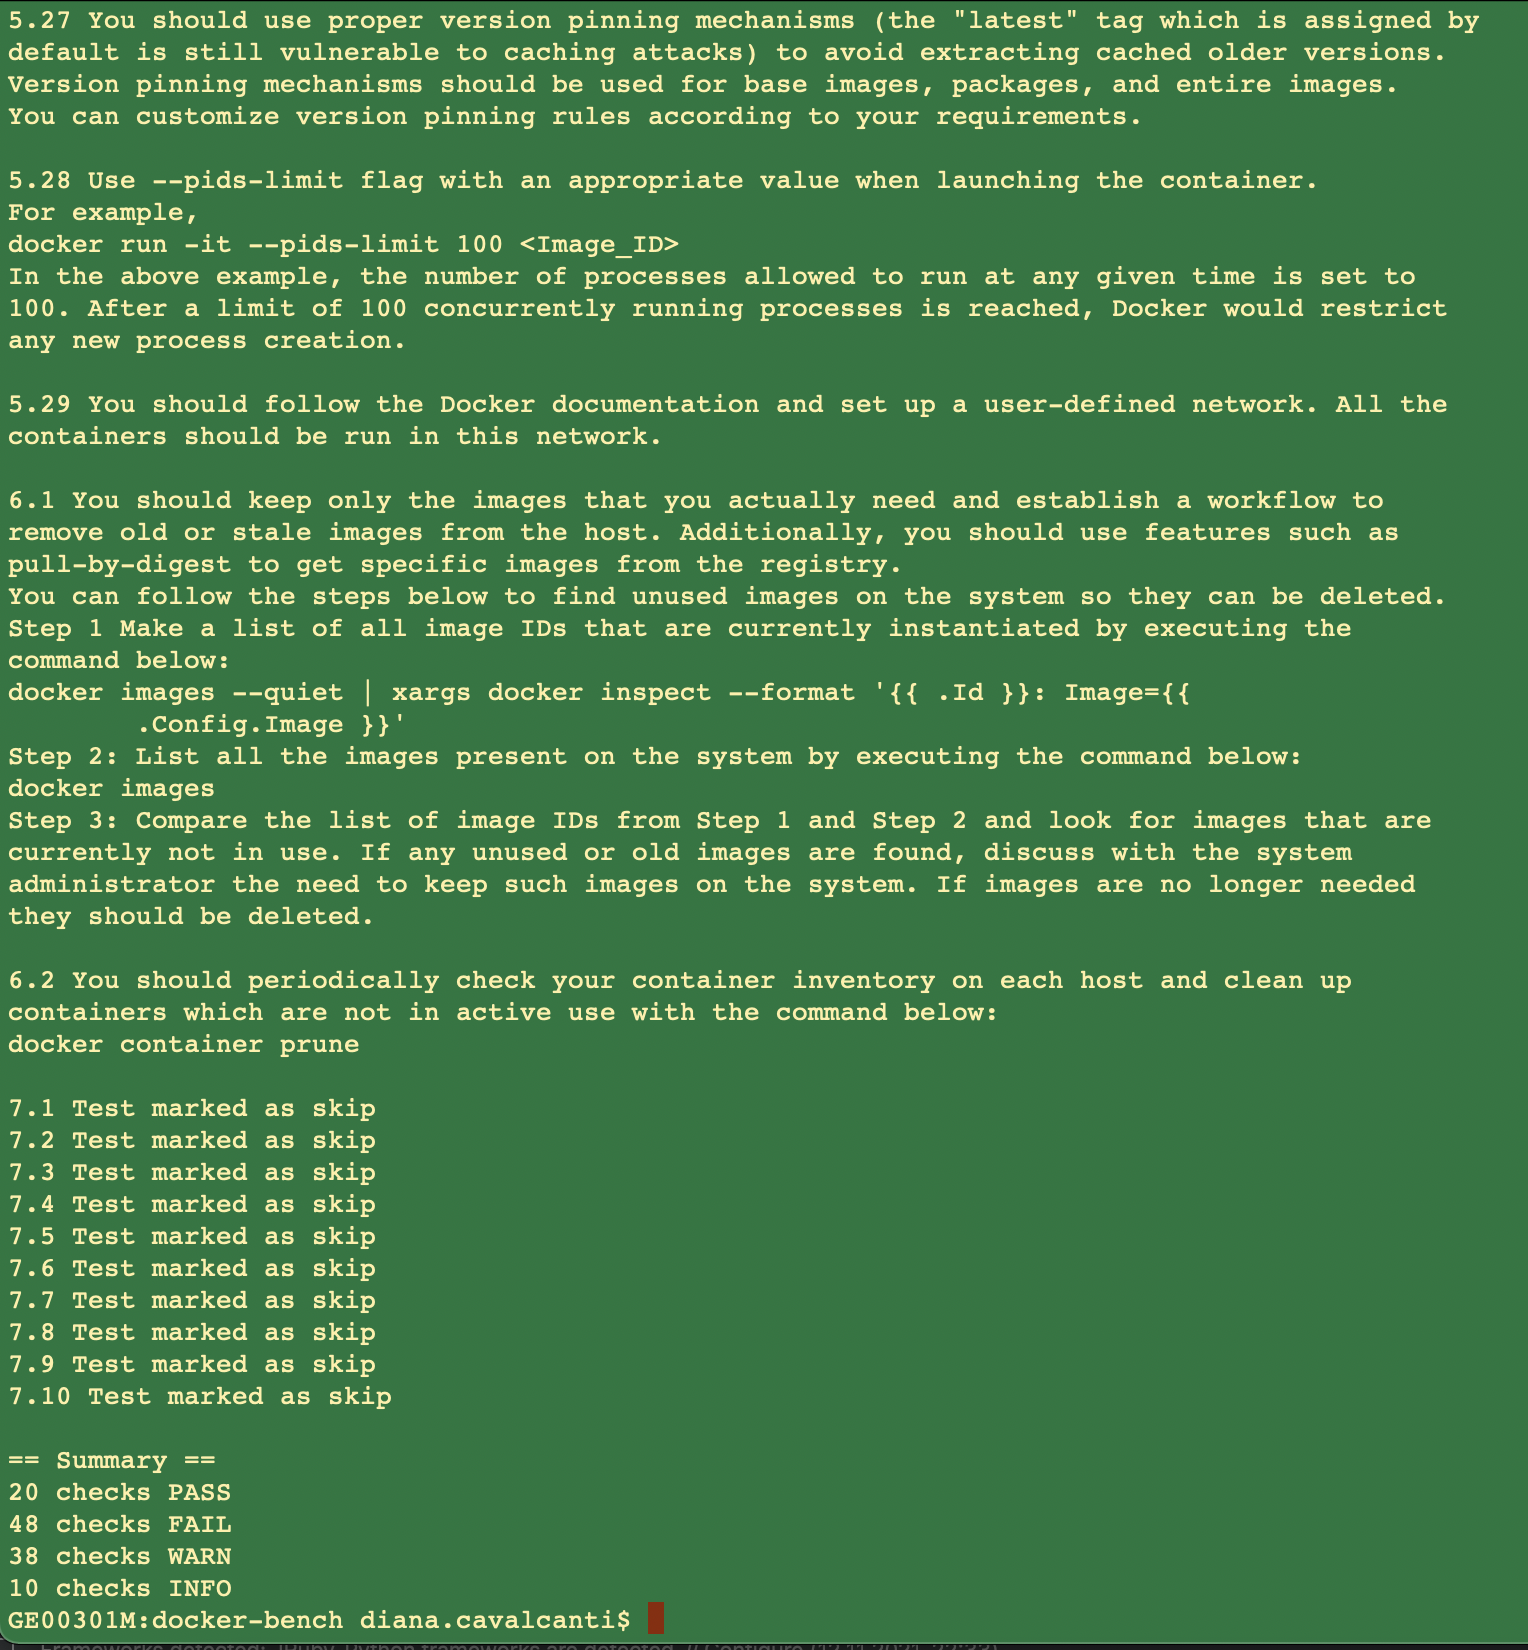 5.27 You should use proper version pinning mechanisms (the "latest" tag which is assigned by
default is still vulnerable to caching attacks) to avoid extracting cached older versions.
Version pinning mechanisms should be used for base images, packages, and entire images.
You can customize version pinning rules according to your requirements.
5.28 Use --pids-limit flag with an appropriate value when launching the container.
For example,
docker run -it --pids-limit 100 <Image_ID>
In the above example, the number of processes allowed to run at any given time is set to
100. After a limit of 100 concurrently running processes is reached, Docker would restrict
any new process creation.
5.29 You should follow the Docker documentation and set up a user-defined network. All the
containers should be run in this network.
6.1 You should keep only the images that you actually need and establish a workflow to
remove old or stale images from the host. Additionally, you should use features such as
pull-by-digest to get specific images from the registry.
You can follow the steps below to find unused images on the system so they can be deleted.
Step 1 Make a list of all image IDs that are currently instantiated by executing the
command below:
docker images --quiet | xargs docker inspect --format '{{ .Id }}: Image={{
.Config.Image }}'
Step 2: List all the images present on the system by executing the command below:
docker images
Step 3: Compare the list of image IDs from Step 1 and Step 2 and look for images that are
currently not in use. If any unused or old images are found, discuss with the system
administrator the need to keep such images on the system. If images are no longer needed
they should be deleted.
6.2 You should periodically check your container inventory on each host and clean up
containers which are not in active use with the command below:
docker container prune
7.1 Test marked as skip
7.2 Test marked as skip
7.3 Test marked as skip
7.4 Test marked as skip
7.5 Test marked as skip
7.6 Test marked as skip
7.7 Test marked as skip
7.8 Test marked as skip
7.9 Test marked as skip
7.10 Test marked as skip
== Summary ==
20 checks PASS
48 checks FAIL
38 checks WARN
10 checks INFO
GE00301M:docker-bench diana.cavalcanti$
Frameworks detected: Python frameworks are detected